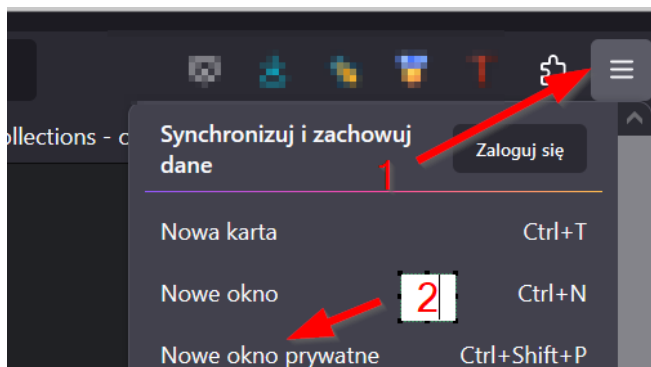 ollections - o
Synchronizuj i zachowuj
dane
Zaloguj się
1
Nowa karta Ctrl+T
Nowe okno 2 Ctrl+N
Nowe okno prywatne Ctrl+Shift+P